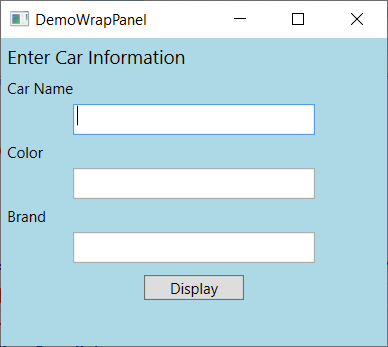 DemoWrapPanel
Enter Car Information
Car Name
Color
Brand
Display